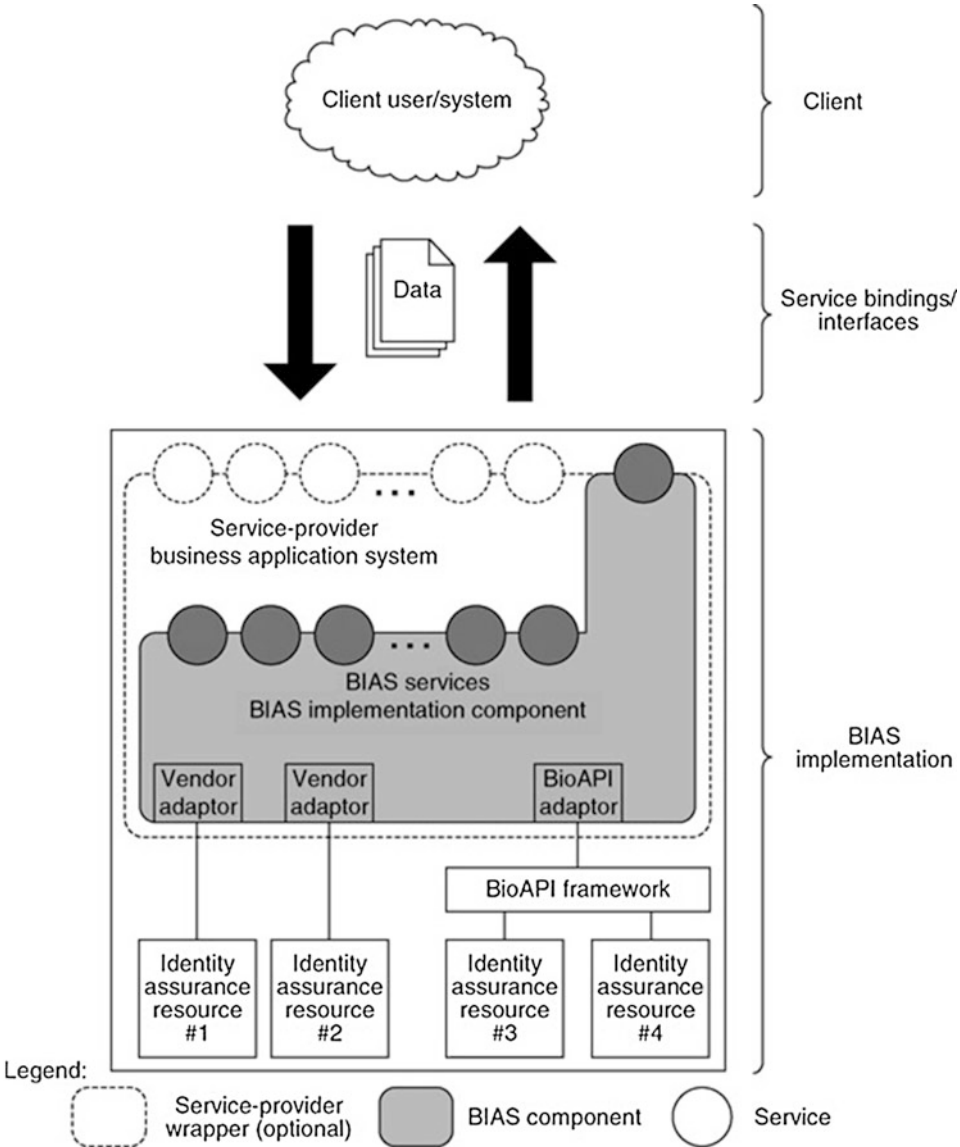 Client user/system
Client
Data
Service bindings/
interfaces
...
Service-provider
business application system
...
BIAS services
BIAS implementation component
BIAS
implementation
Vendor
adaptor
Vendor
adaptor
BioAPI
adaptor
BioAPI framework
Identity
assurance
resource
#1
Identity
assurance
resource
#2
Identity
assurance
resource
#3
Identity
assurance
resource
#4
Legend:
Service-provider
wrapper (optional)
BIAS component
Service